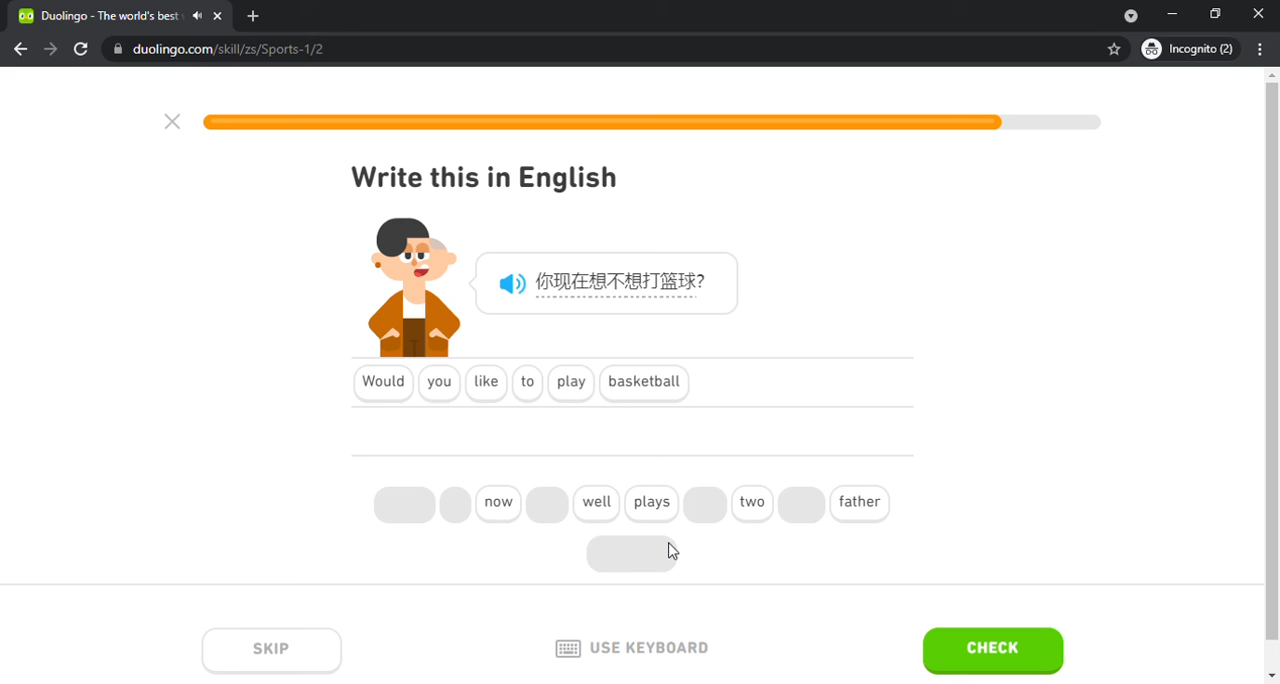 Duolingo - The world's best
duolingo.com/skill/zs/Sports-1/2
Incognito (2)
Write this in English
你现在想不想打篮球?
Would you like to play basketball
now well plays two father
SKIP
USE KEYBOARD
CHECK